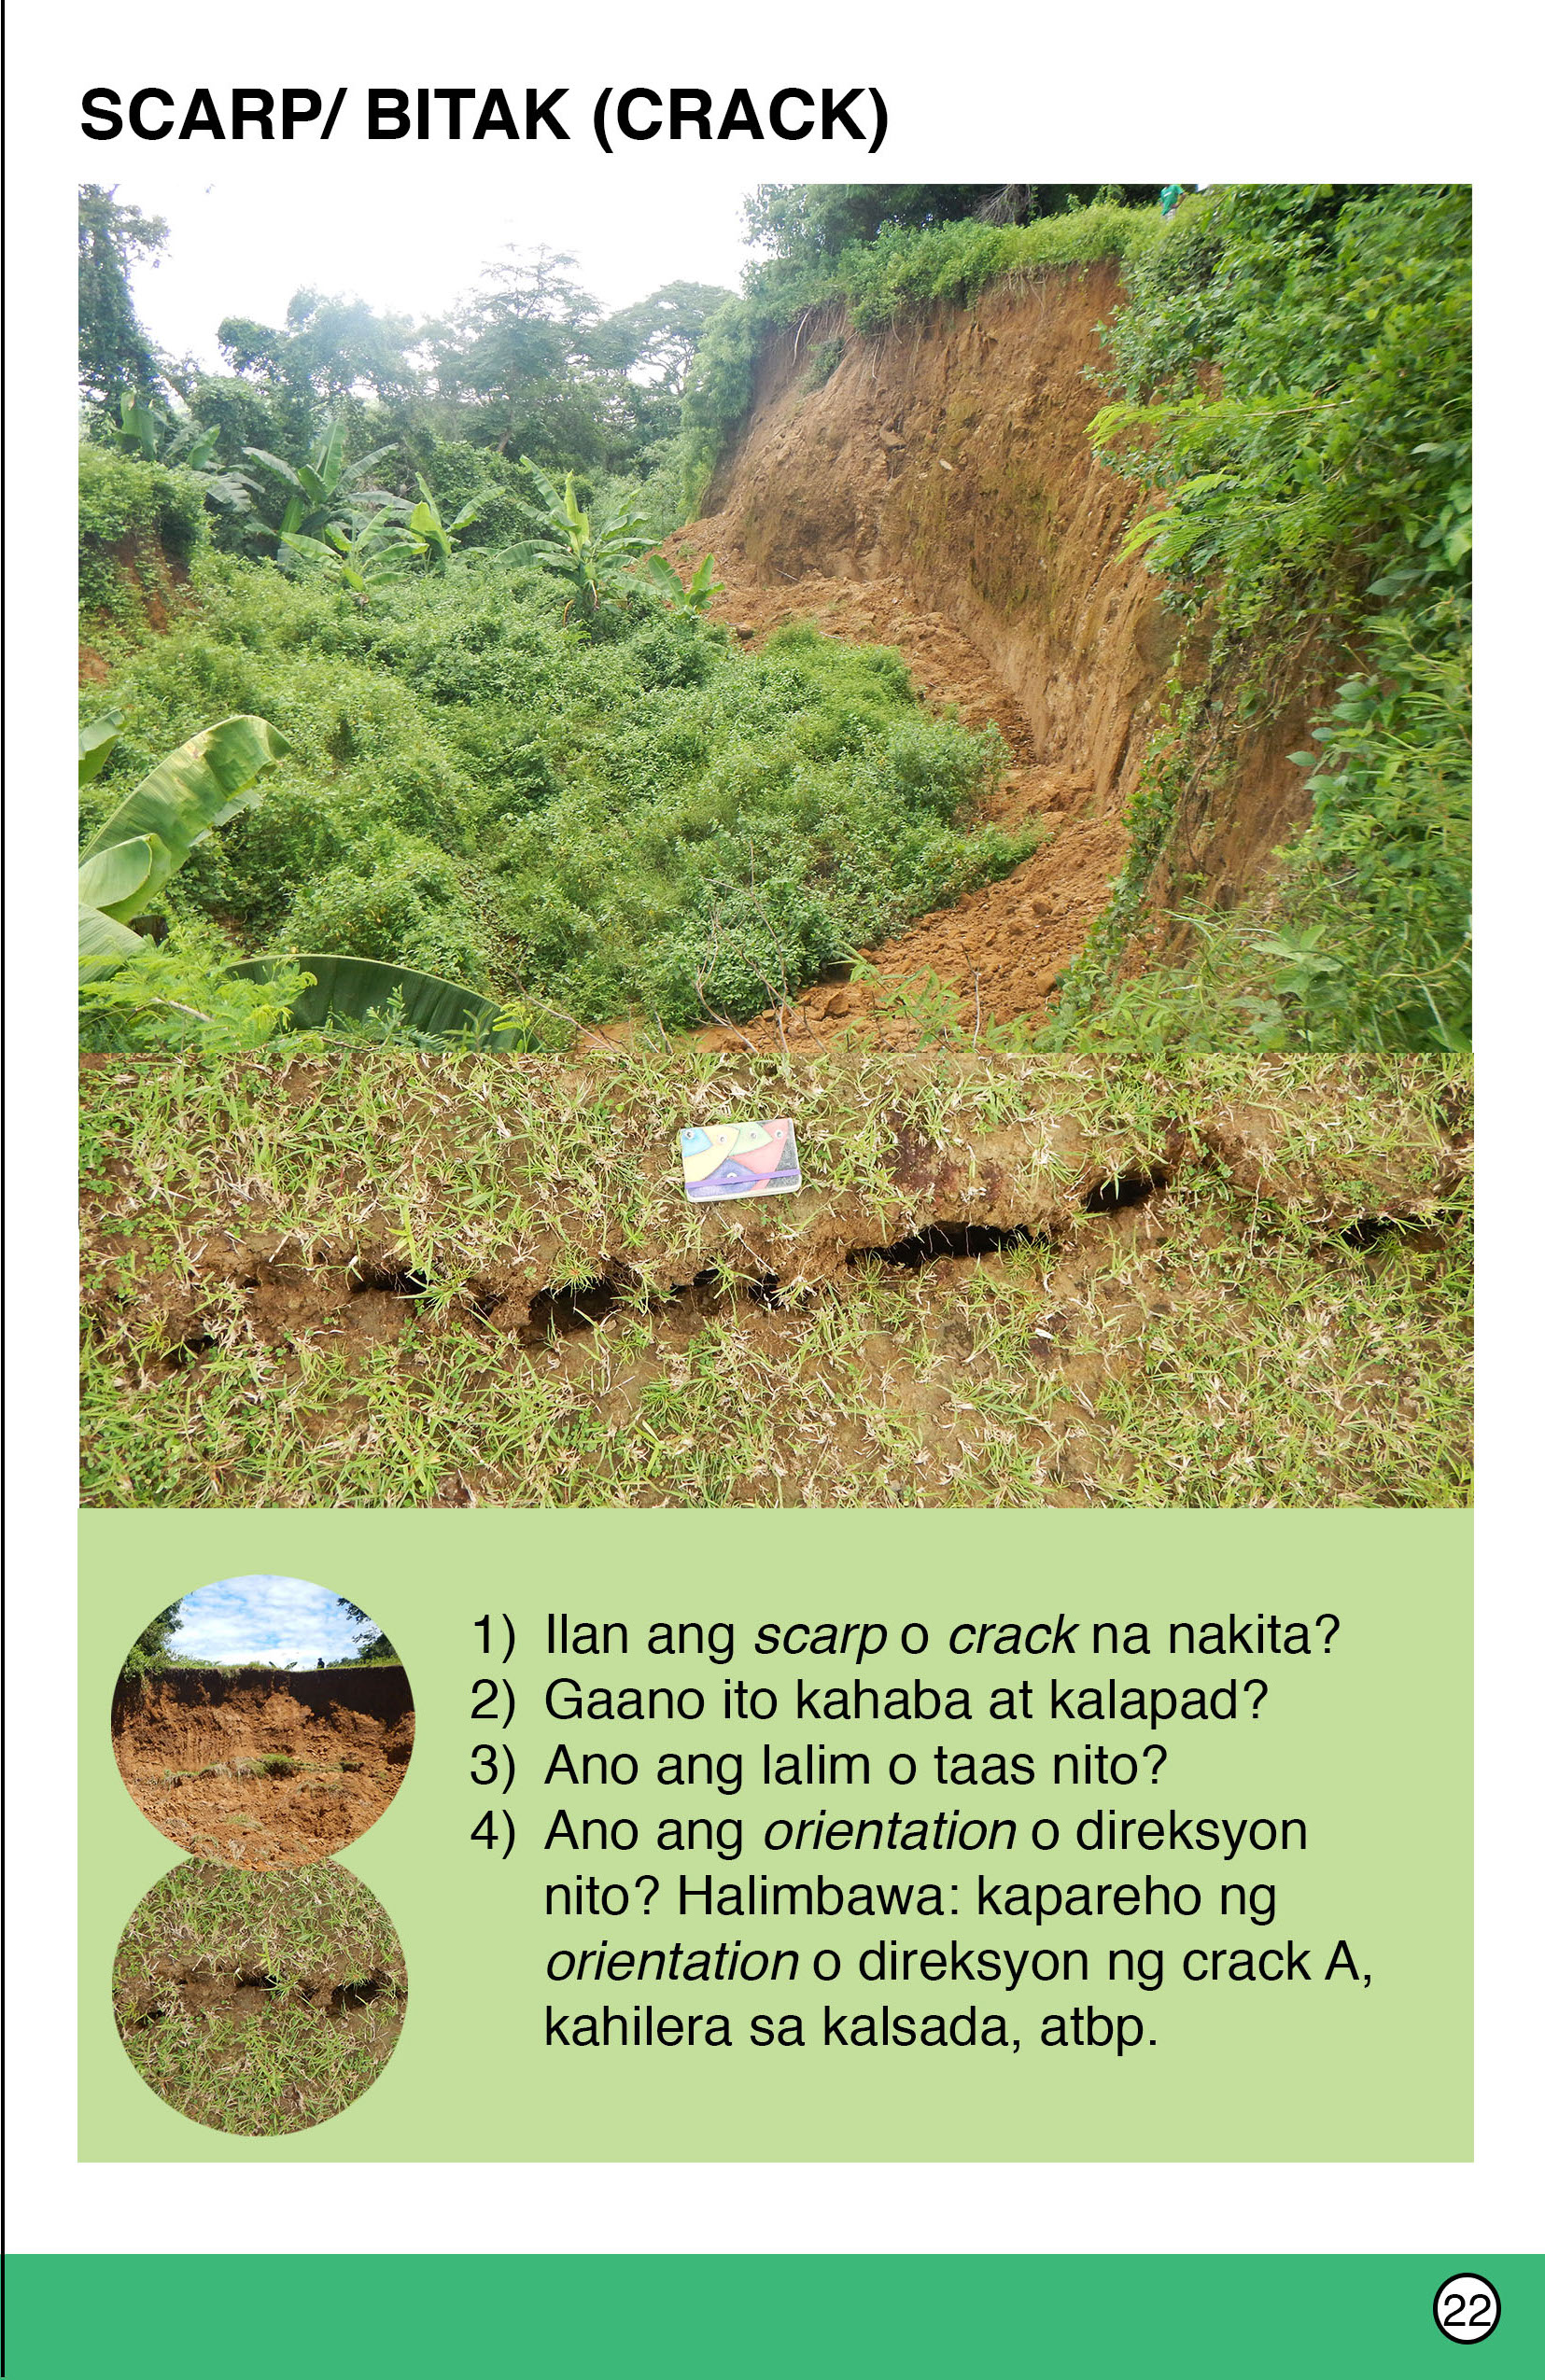 SCARP/ BITAK (CRACK)
1) Ilan ang scarp o crack na nakita?
2) Gaano ito kahaba at kalapad?
3) Ano ang lalim o taas nito?
4) Ano ang orientation o direksyon
nito? Halimbawa: kapareho ng
orientation o direksyon ng crack A,
kahilera sa kalsada, atbp.
22